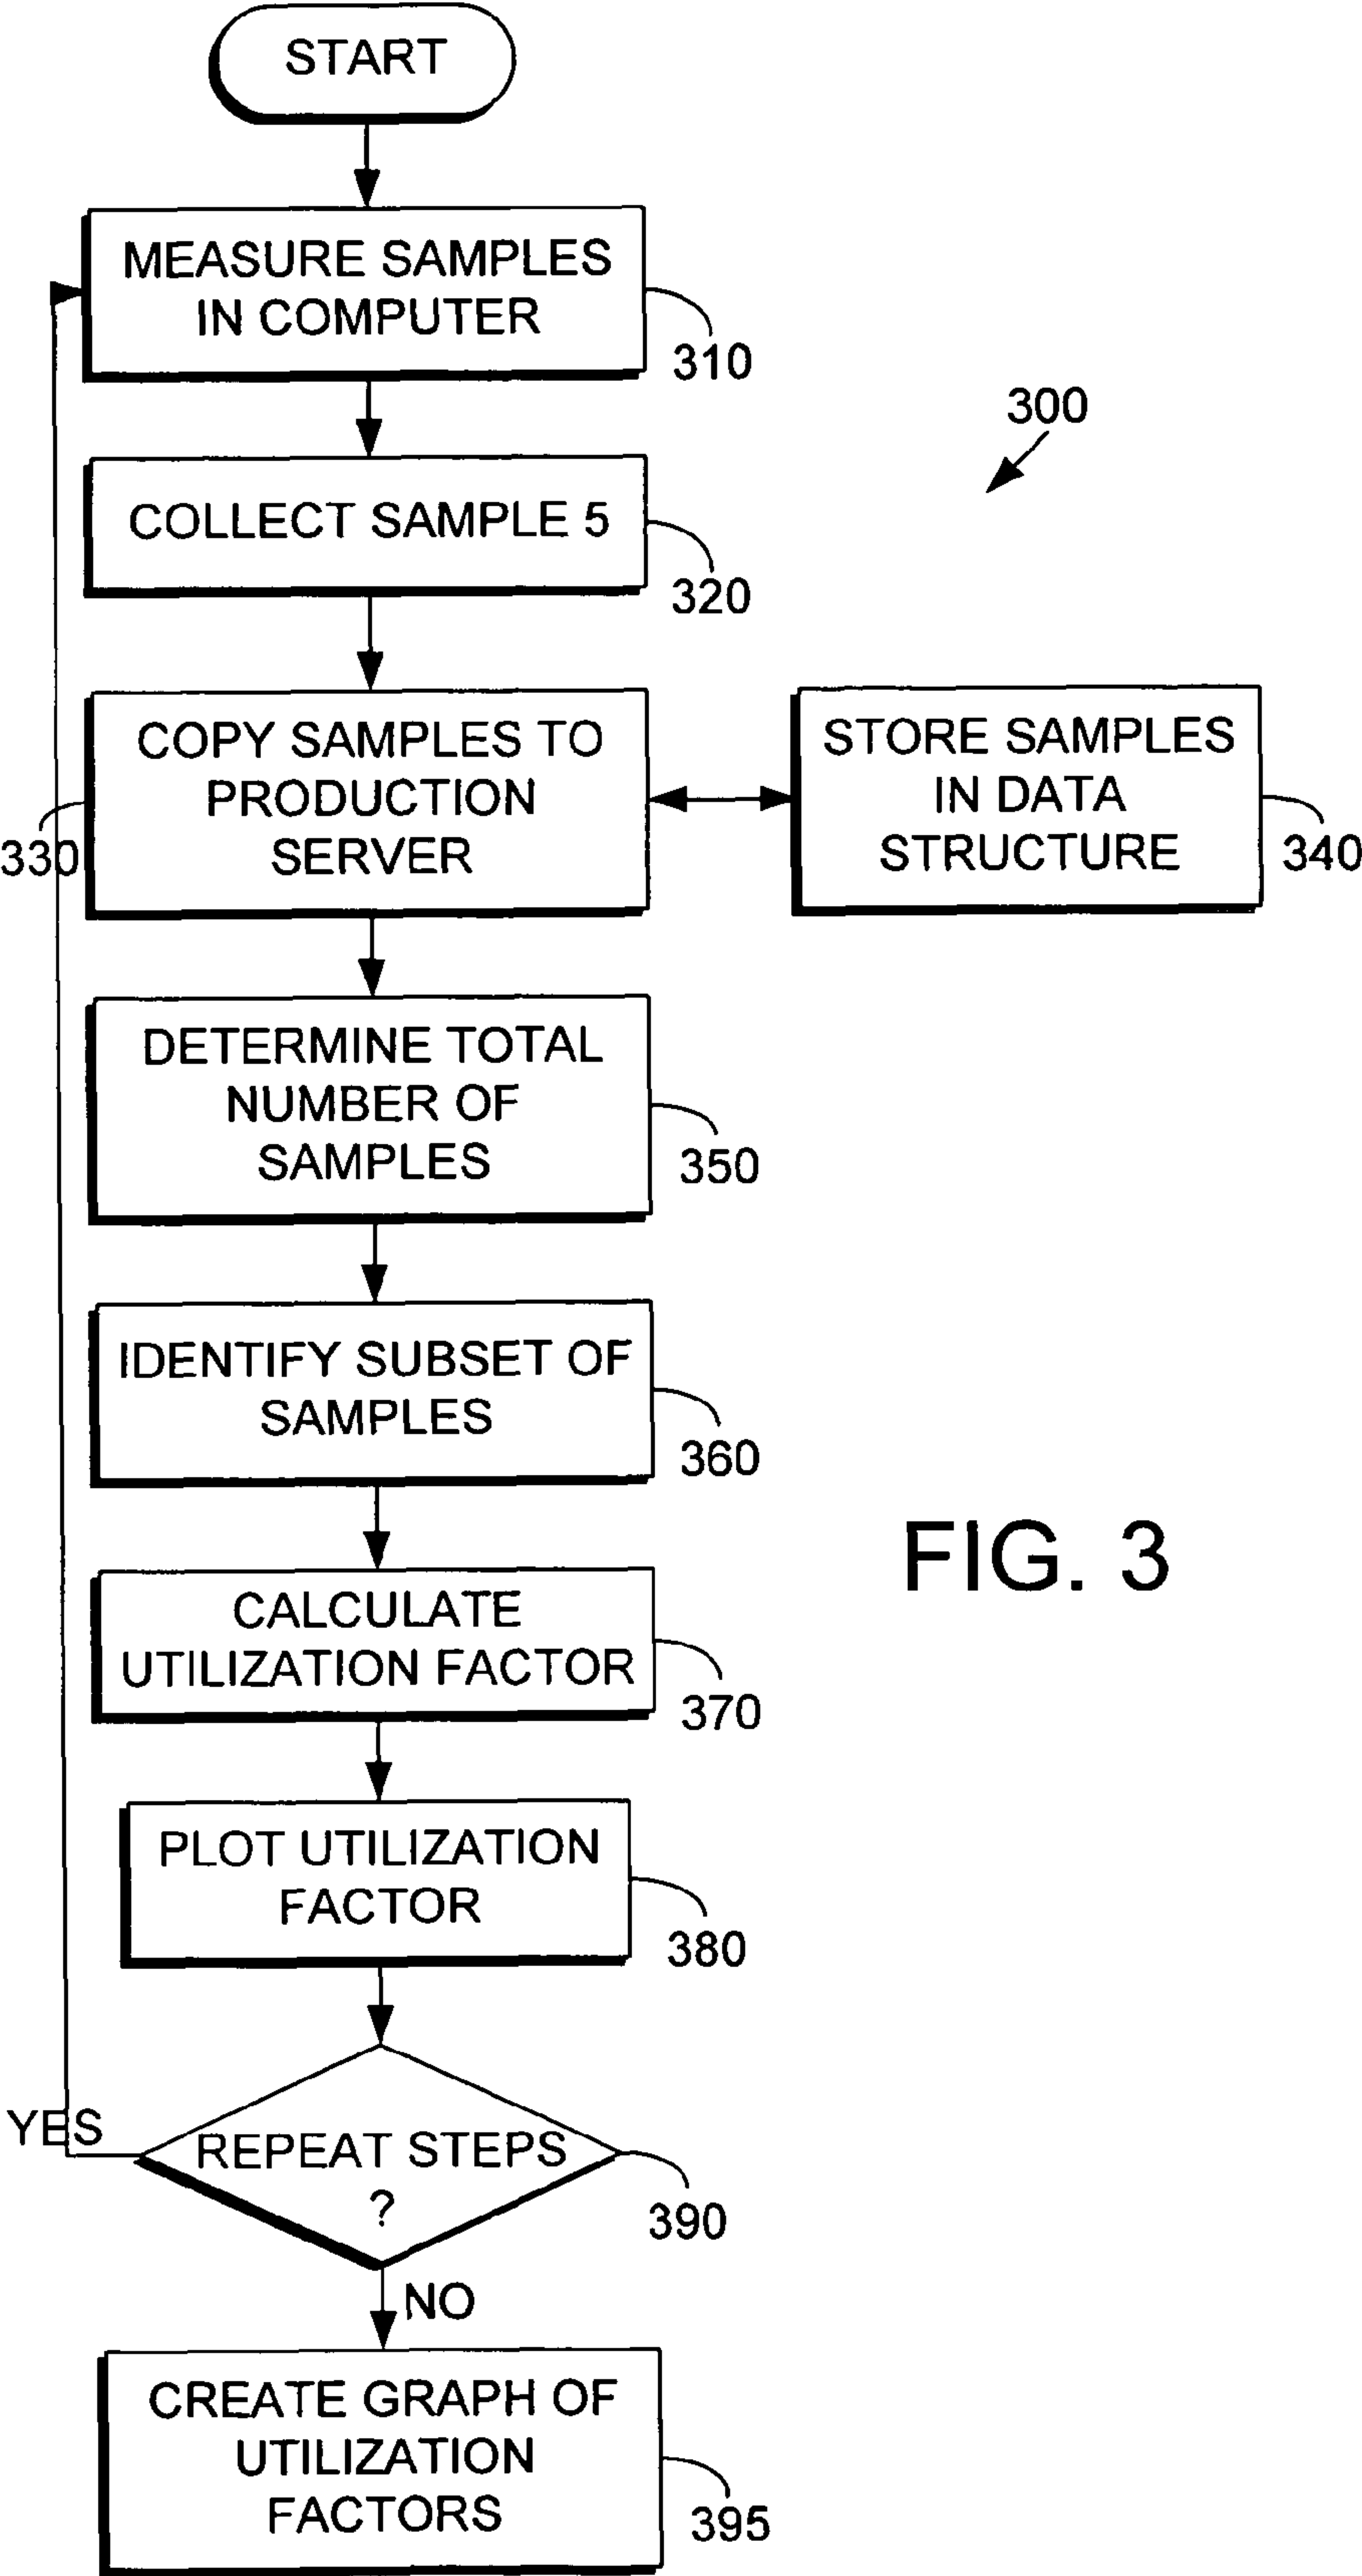 START
MEASURE SAMPLES
IN COMPUTER
310
300
COLLECT SAMPLE 5
320
COPY SAMPLES TO
PRODUCTION
SERVER
330
STORE SAMPLES
IN DATA
STRUCTURE
340
DETERMINE TOTAL
NUMBER OF
SAMPLES
350
IDENTIFY SUBSET OF
SAMPLES
360
FIG. 3
CALCULATE
UTILIZATION FACTOR
370
PLOT UTILIZATION
FACTOR
380
YES
REPEAT STEPS
?
390
NO
CREATE GRAPH OF
UTILIZATION
FACTORS
395